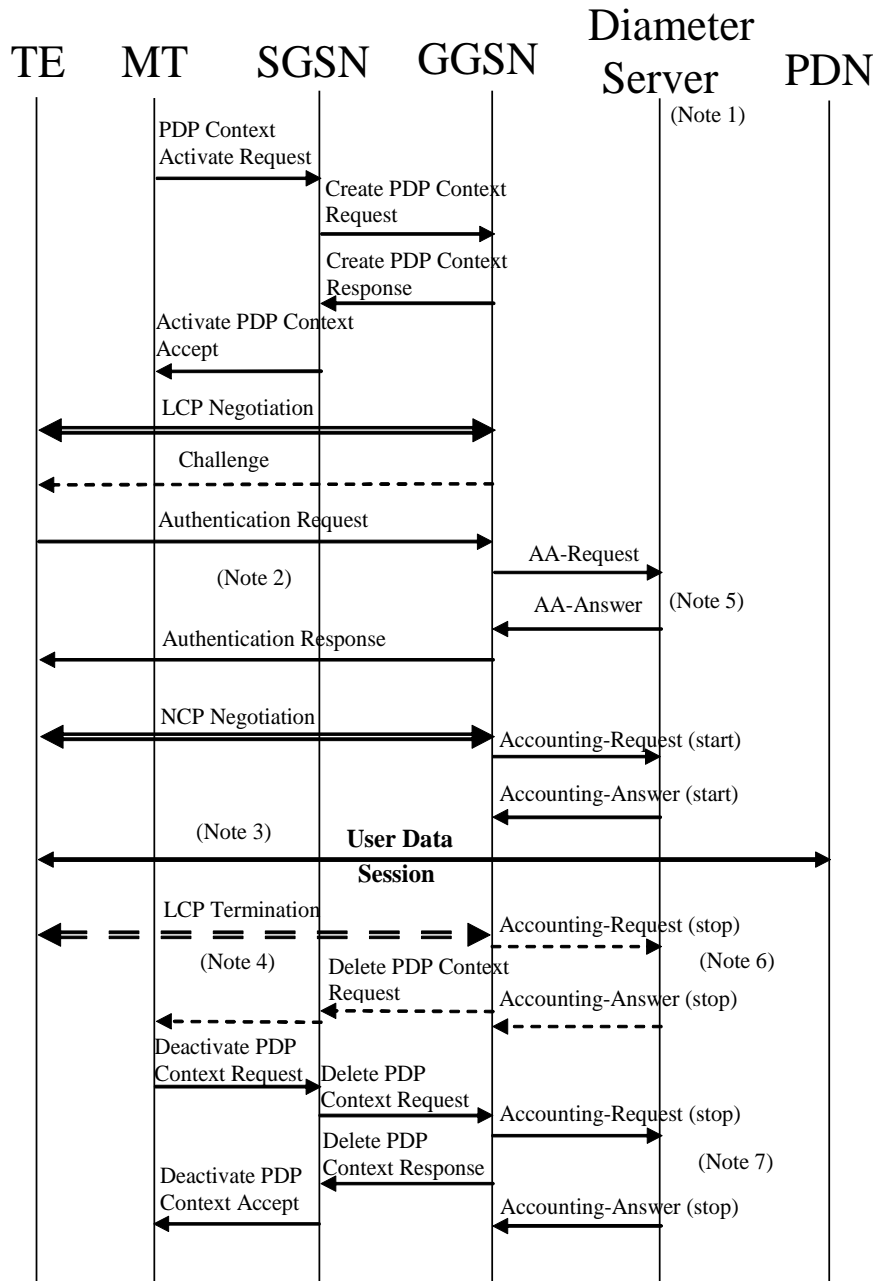 TE MT SGSN GGSN Diameter Server PDN
(Note 1)
PDP Context
Activate Request
Create PDP Context
Request
Create PDP Context
Response
Activate PDP Context
Accept
LCP Negotiation
Challenge
Authentication Request
AA-Request
(Note 2)
AA-Answer
(Note 5)
Authentication Response
NCP Negotiation
Accounting-Request (start)
Accounting-Answer (start)
(Note 3)
User Data
Session
LCP Termination
Accounting-Request (stop)
(Note 4)
(Note 6)
Delete PDP Context
Request
Accounting-Answer (stop)
Deactivate PDP
Context Request
Delete PDP
Context Request
Accounting-Request (stop)
Delete PDP
Context Response
(Note 7)
Deactivate PDP
Context Accept
Accounting-Answer (stop)